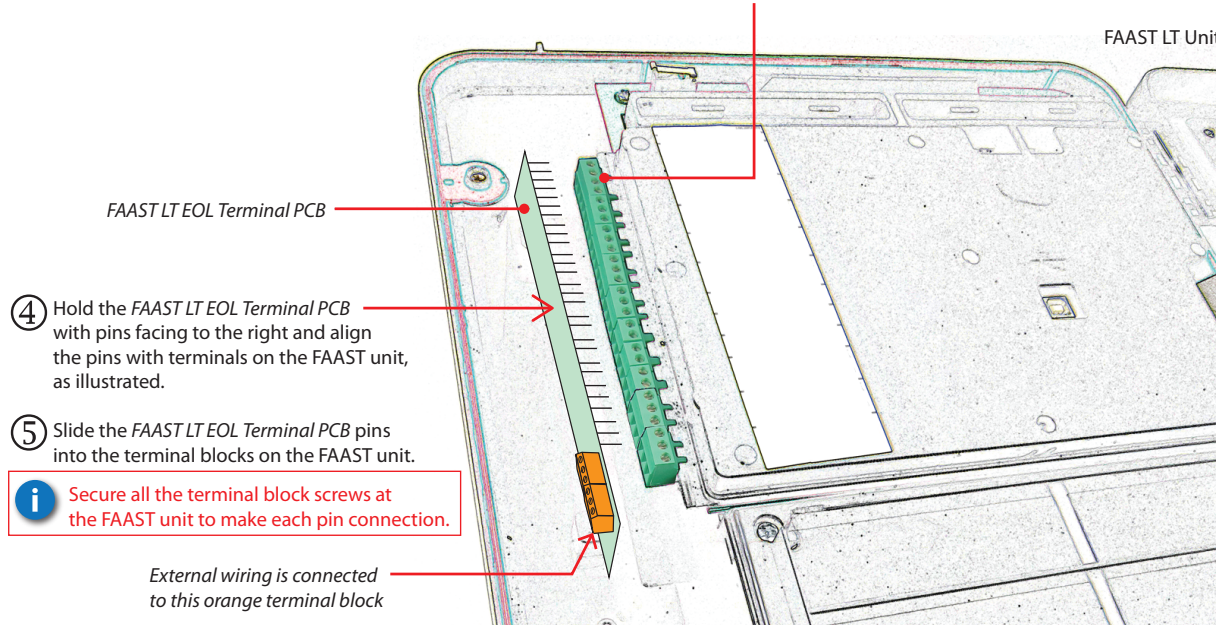 FAAST LT Unit
FAAST LT EOL Terminal PCB
④ Hold the FAAST LT EOL Terminal PCB
with pins facing to the right and align
the pins with terminals on the FAAST unit,
as illustrated.
⑤ Slide the FAAST LT EOL Terminal PCB pins
into the terminal blocks on the FAAST unit.
i Secure all the terminal block screws at
the FAAST unit to make each pin connection.
External wiring is connected
to this orange terminal block